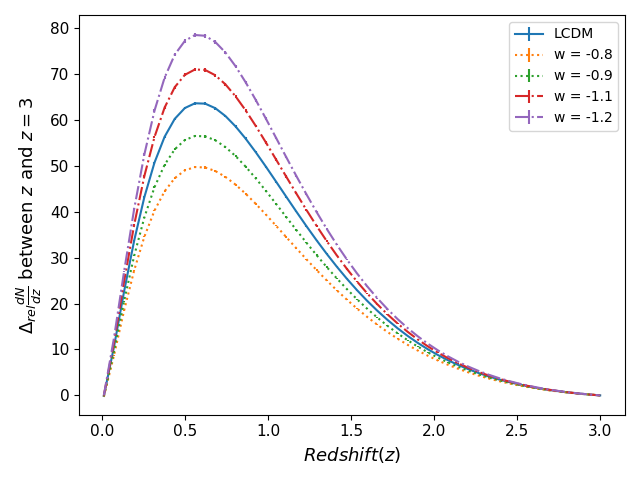 LCDM
w = -0.8
w = -0.9
w = -1.1
w = -1.2
Δ_rel dN/dz between z and z = 3
80
70
60
50
40
30
20
10
0
0.0 0.5 1.0 1.5 2.0 2.5 3.0
Redshift(z)